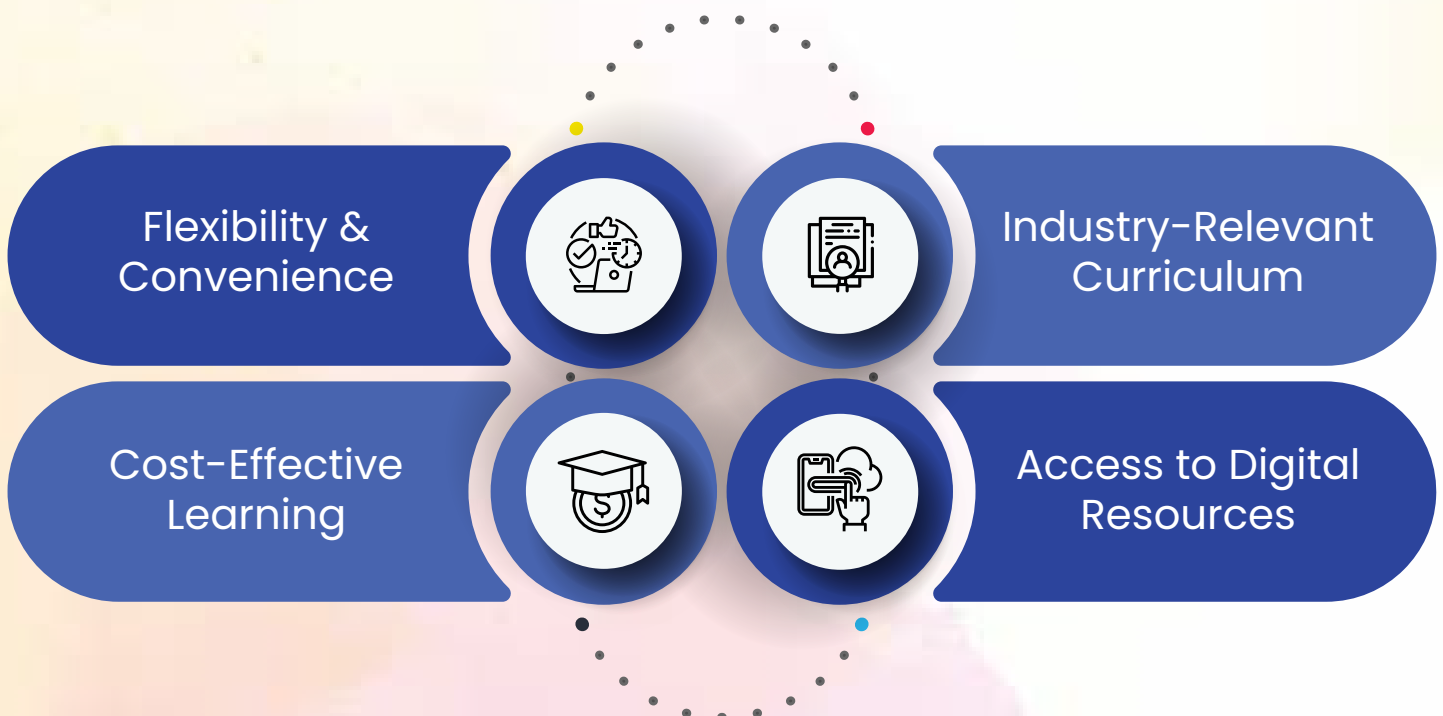 Flexibility &
Convenience
Industry-Relevant
Curriculum
Cost-Effective
Learning
$
Access to Digital
Resources